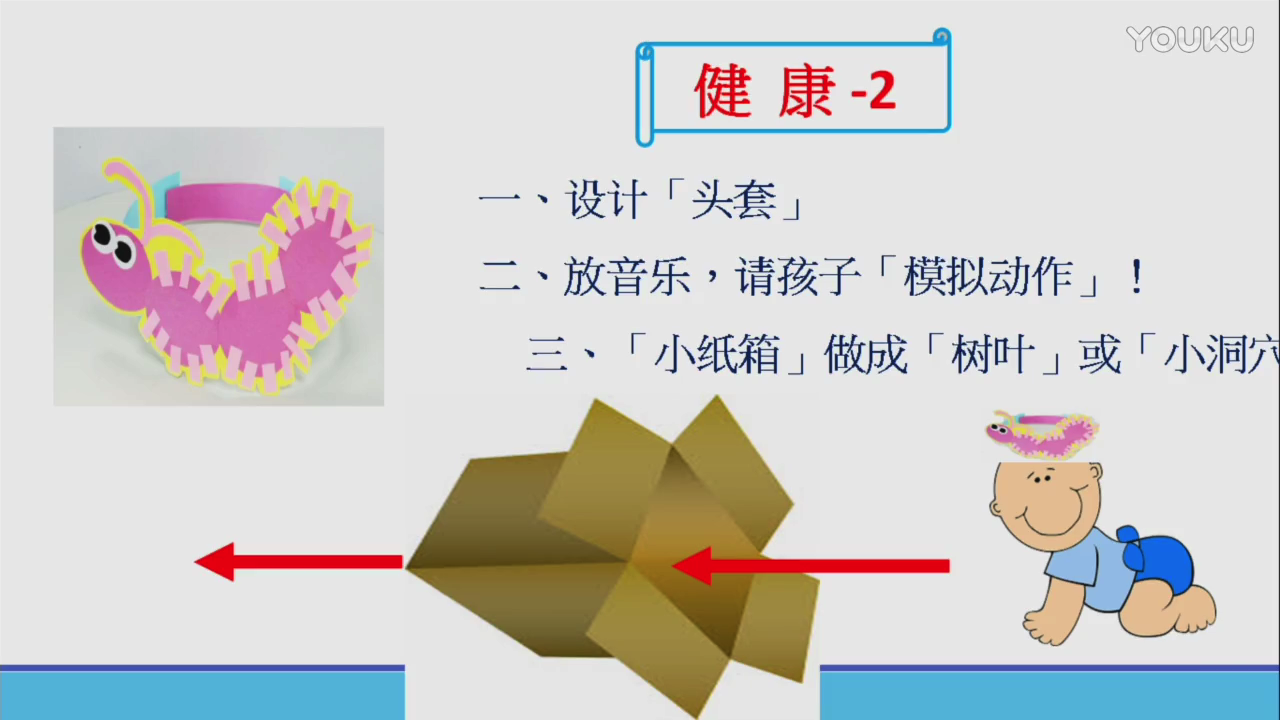 YOUKU
健 康 -2
一、设计「头套」
二、放音乐，请孩子「模拟动作」！
三、「小纸箱」做成「树叶」或「小洞穴